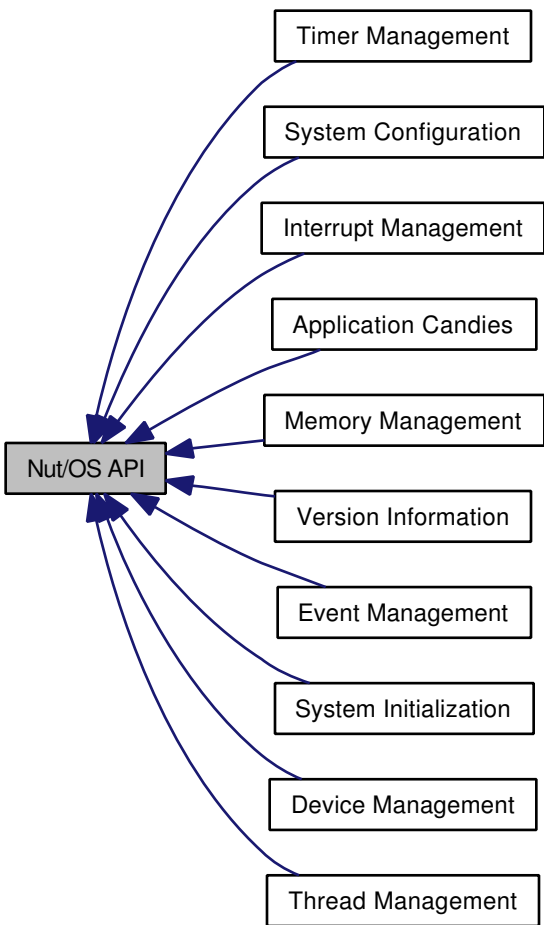 Timer Management
System Configuration
Interrupt Management
Application Candies
Memory Management
Nut/OS API
Version Information
Event Management
System Initialization
Device Management
Thread Management